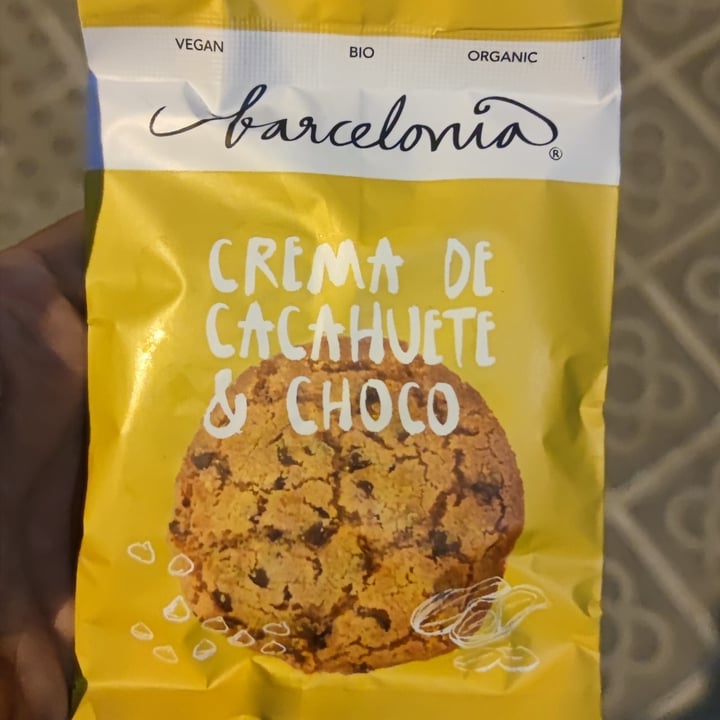 VEGAN BIO ORGANIC
barcelonia®
CREMA DE
CACAHUETE
& CHOCO